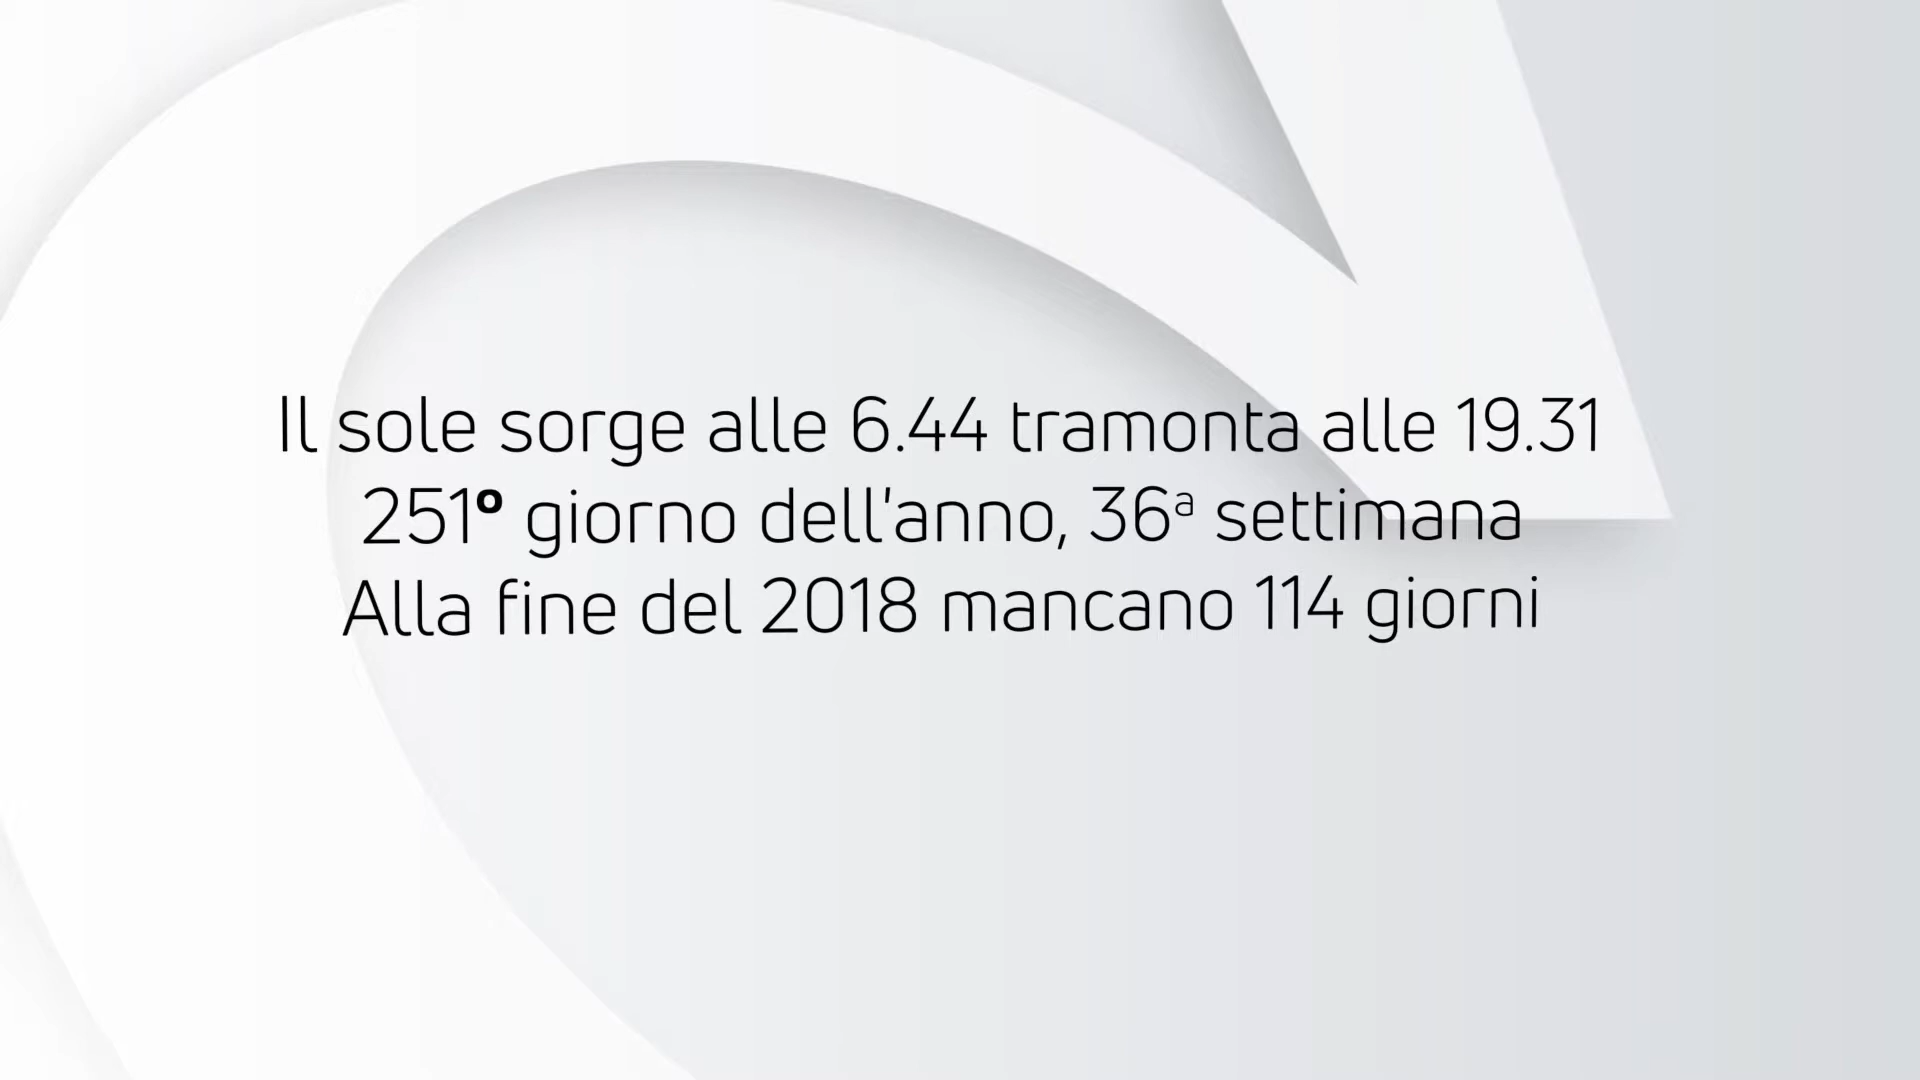 Il sole sorge alle 6.44 tramonta alle 19.31
251º giorno dell'anno, 36ª settimana
Alla fine del 2018 mancano 114 giorni